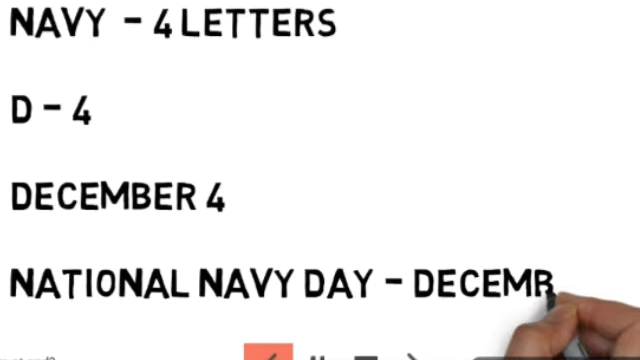 NAVY - 4 LETTERS
D - 4
DECEMBER 4
NATIONAL NAVY DAY - DECEMB